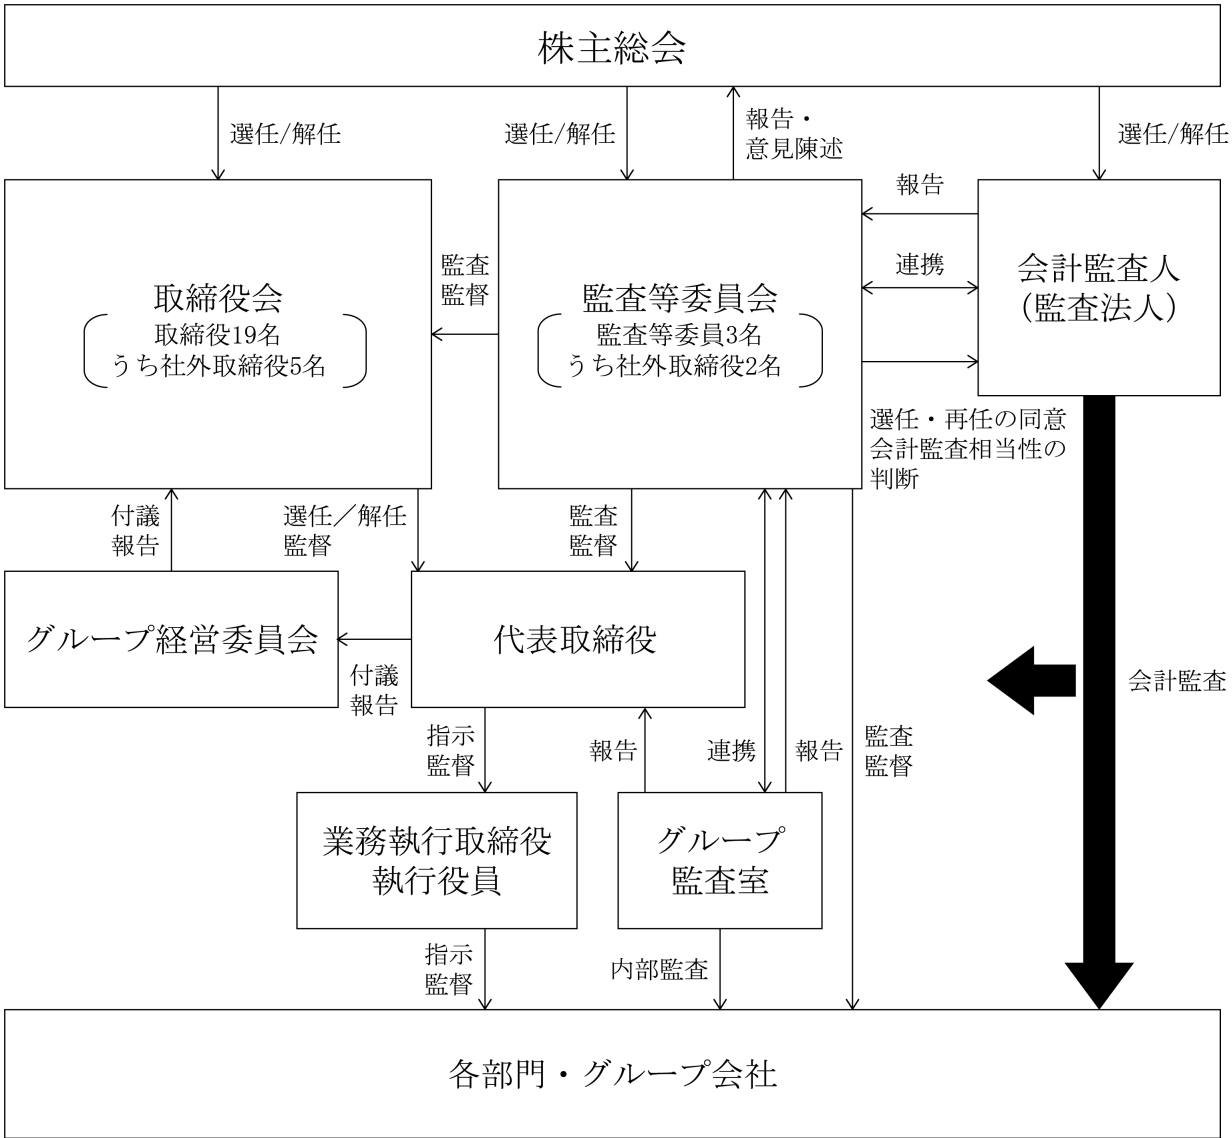 株主総会
選任/解任
選任/解任
報告・
意見陳述
選任/解任
報告
連携
監査
監督
会計監査人
（監査法人）
取締役会
取締役19名
うち社外取締役5名
監査等委員会
監査等委員3名
うち社外取締役2名
選任・再任の同意
会計監査相当性の
判断
付議
報告
選任／解任
監督
監査
監督
グループ経営委員会
代表取締役
付議
報告
会計監査
指示
監督
報告
連携
報告
監査
監督
業務執行取締役
執行役員
グループ
監査室
指示
監督
内部監査
各部門・グループ会社